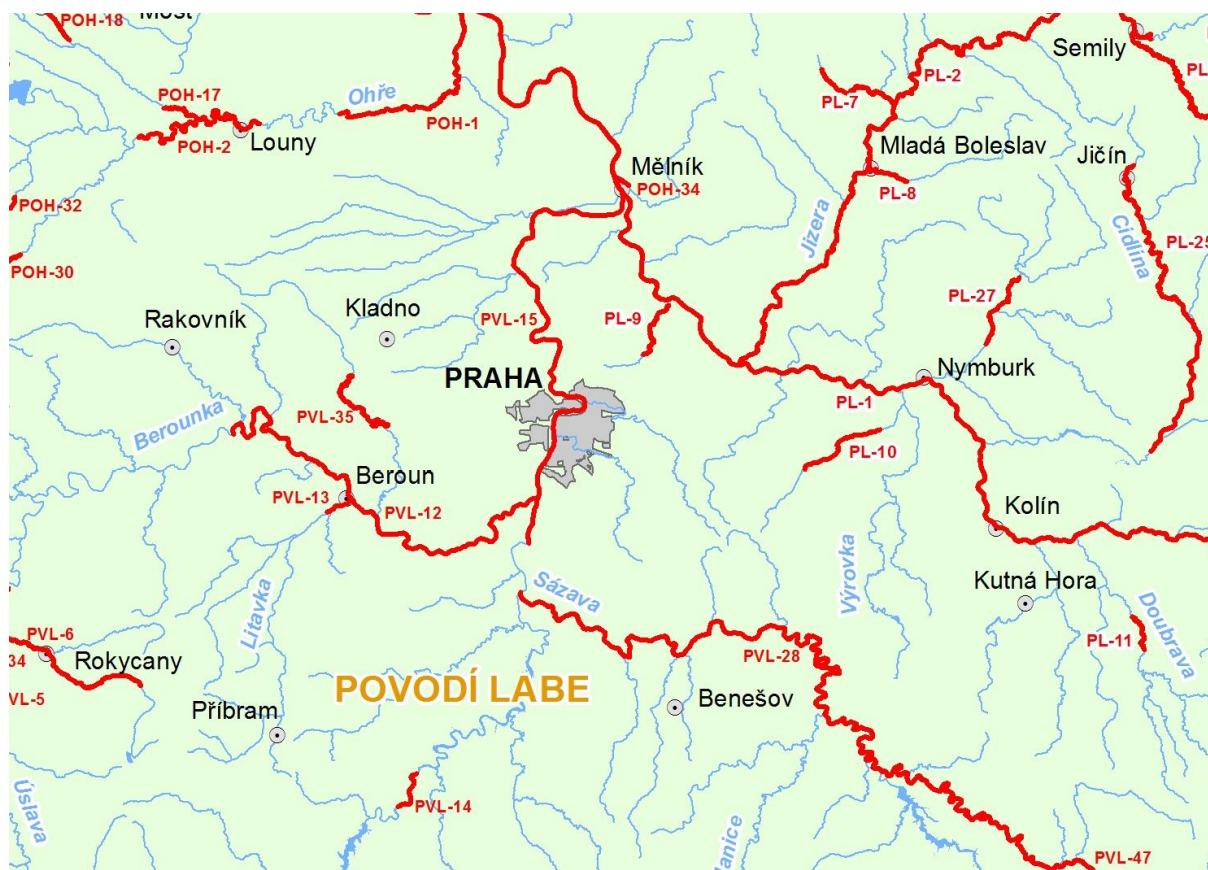 POH-18
Most
Semily
PL-2
POH-17
Ohře
PL-7
POH-1
Louny
POH-2
Mladá Boleslav
Jičín
Mělník
POH-34
PL-8
POH-32
Jizera
Cidlina
PL-25
POH-30
Kladno
PL-27
Rakovník
PVL-15
PL-9
PRAHA
Nymburk
PL-1
PVL-35
Berounka
PL-10
Beroun
PVL-13
PVL-12
Kolín
Sázava
Výrovka
Kutná Hora
Doubrava
Litavka
PVL-6
PL-11
Rokycany
34
PVL-28
VL-5
POVODÍ LABE
Benešov
Příbram
Úslava
PVL-14
lanice
PVL-47